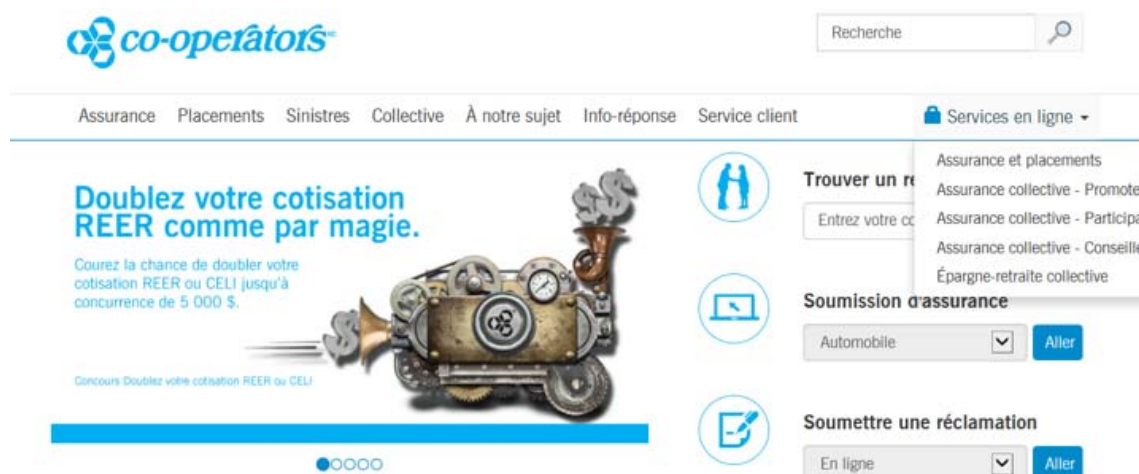 co-operators
Recherche
Assurance Placements Sinistres Collective À notre sujet Info-réponse Service client Services en ligne
Doublez votre cotisation
REER comme par magie.
Courez la chance de doubler votre
cotisation REER ou CELI jusqu'à
concurrence de 5 000 $.
Concours Doublez votre cotisation REER ou CELI
Assurance et placements
Assurance collective - Promote
Assurance collective - Participa
Assurance collective - Conseille
Épargne-retraite collective
Trouver un re
Entrez votre co
Soumission d'assurance
Automobile Aller
Soumettre une réclamation
En ligne Aller